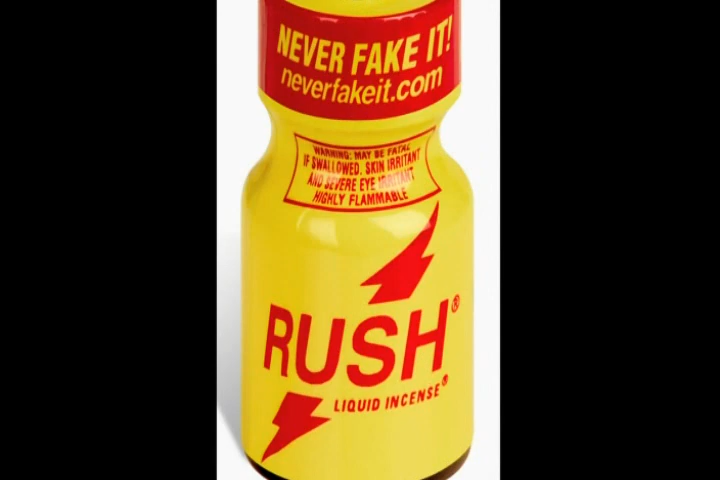 NEVER FAKE IT!
neverfakeit.com
WARNING: MAY BE FATAL
IF SWALLOWED. SKIN IRRITANT
AND SEVERE EYE IRRITANT.
HIGHLY FLAMMABLE
RUSH®
LIQUID INCENSE®